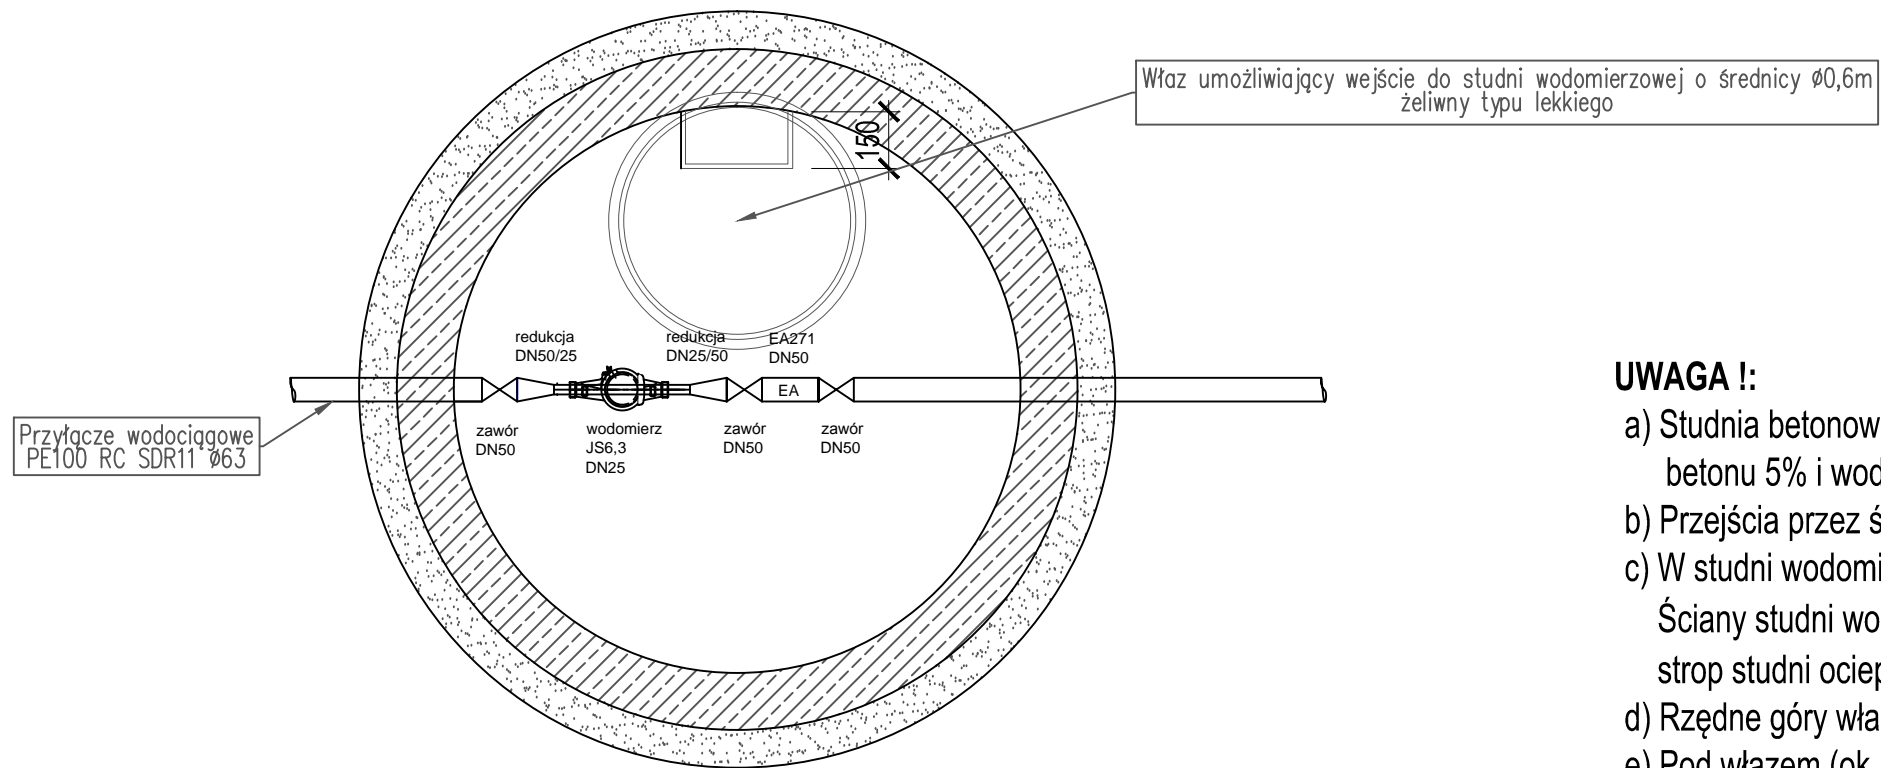 Właz umożliwiający wejście do studni wodomierzowej o średnicy Ø0,6m
żeliwny typu lekkiego
150
redukcja
DN50/25
redukcja
DN25/50
EA271
DN50
EA
Przyłącze wodociągowe
PE100 RC SDR11 Ø63
zawór
DN50
wodomierz
JS6,3
DN25
zawór
DN50
zawór
DN50
UWAGA !:
a) Studnia betonow
betonu 5% i wod
b) Przejścia przez ś
c) W studni wodomi
Ściany studni wo
strop studni ociep
d) Rzędne góry wła
e) Pod włazem (ok